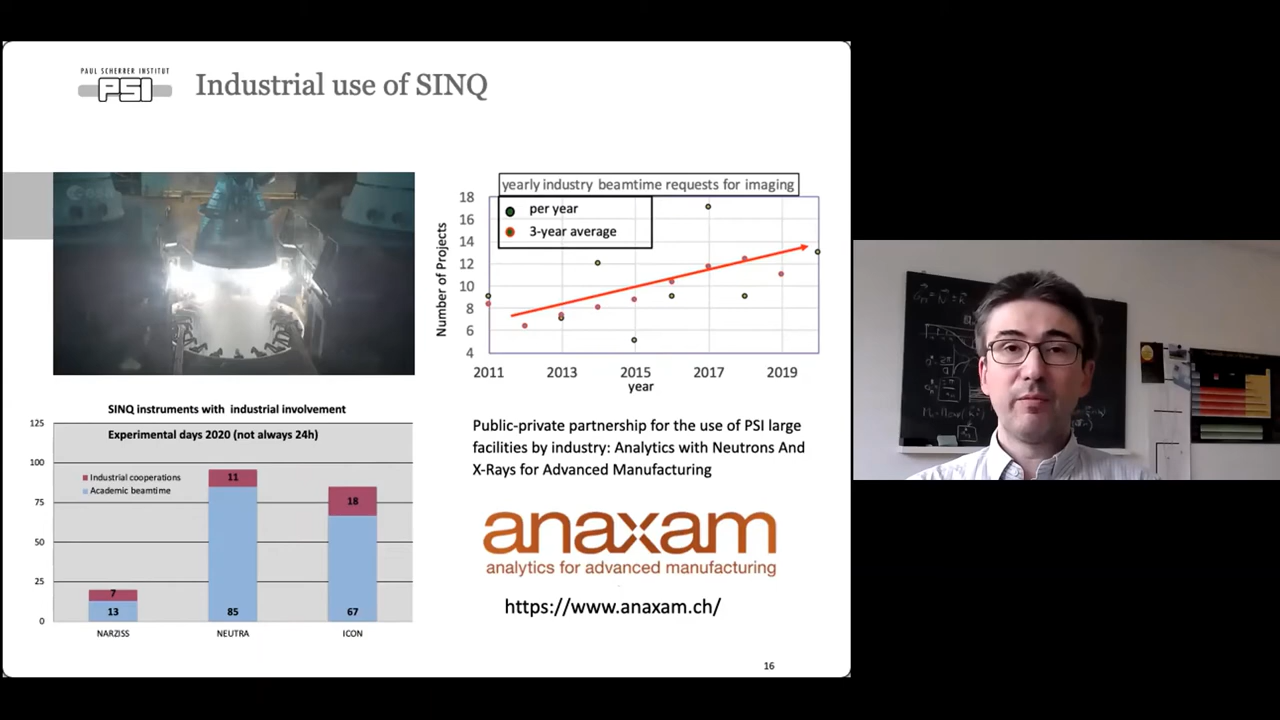 PAUL SCHERRER INSTITUT
PSI
Industrial use of SINQ
yearly industry beamtime requests for imaging
per year
3-year average
Number of Projects
18
16
14
12
10
8
6
4
2011 2013 2015 2017 2019
year
SINQ instruments with industrial involvement
Experimental days 2020 (not always 24h)
Industrial cooperations
Academic beamtime
125
100
75
50
25
0
7
13
11
85
18
67
NARZISS NEUTRA ICON
Public-private partnership for the use of PSI large
facilities by industry: Analytics with Neutrons And
X-Rays for Advanced Manufacturing
anaxam
analytics for advanced manufacturing
https://www.anaxam.ch/
16